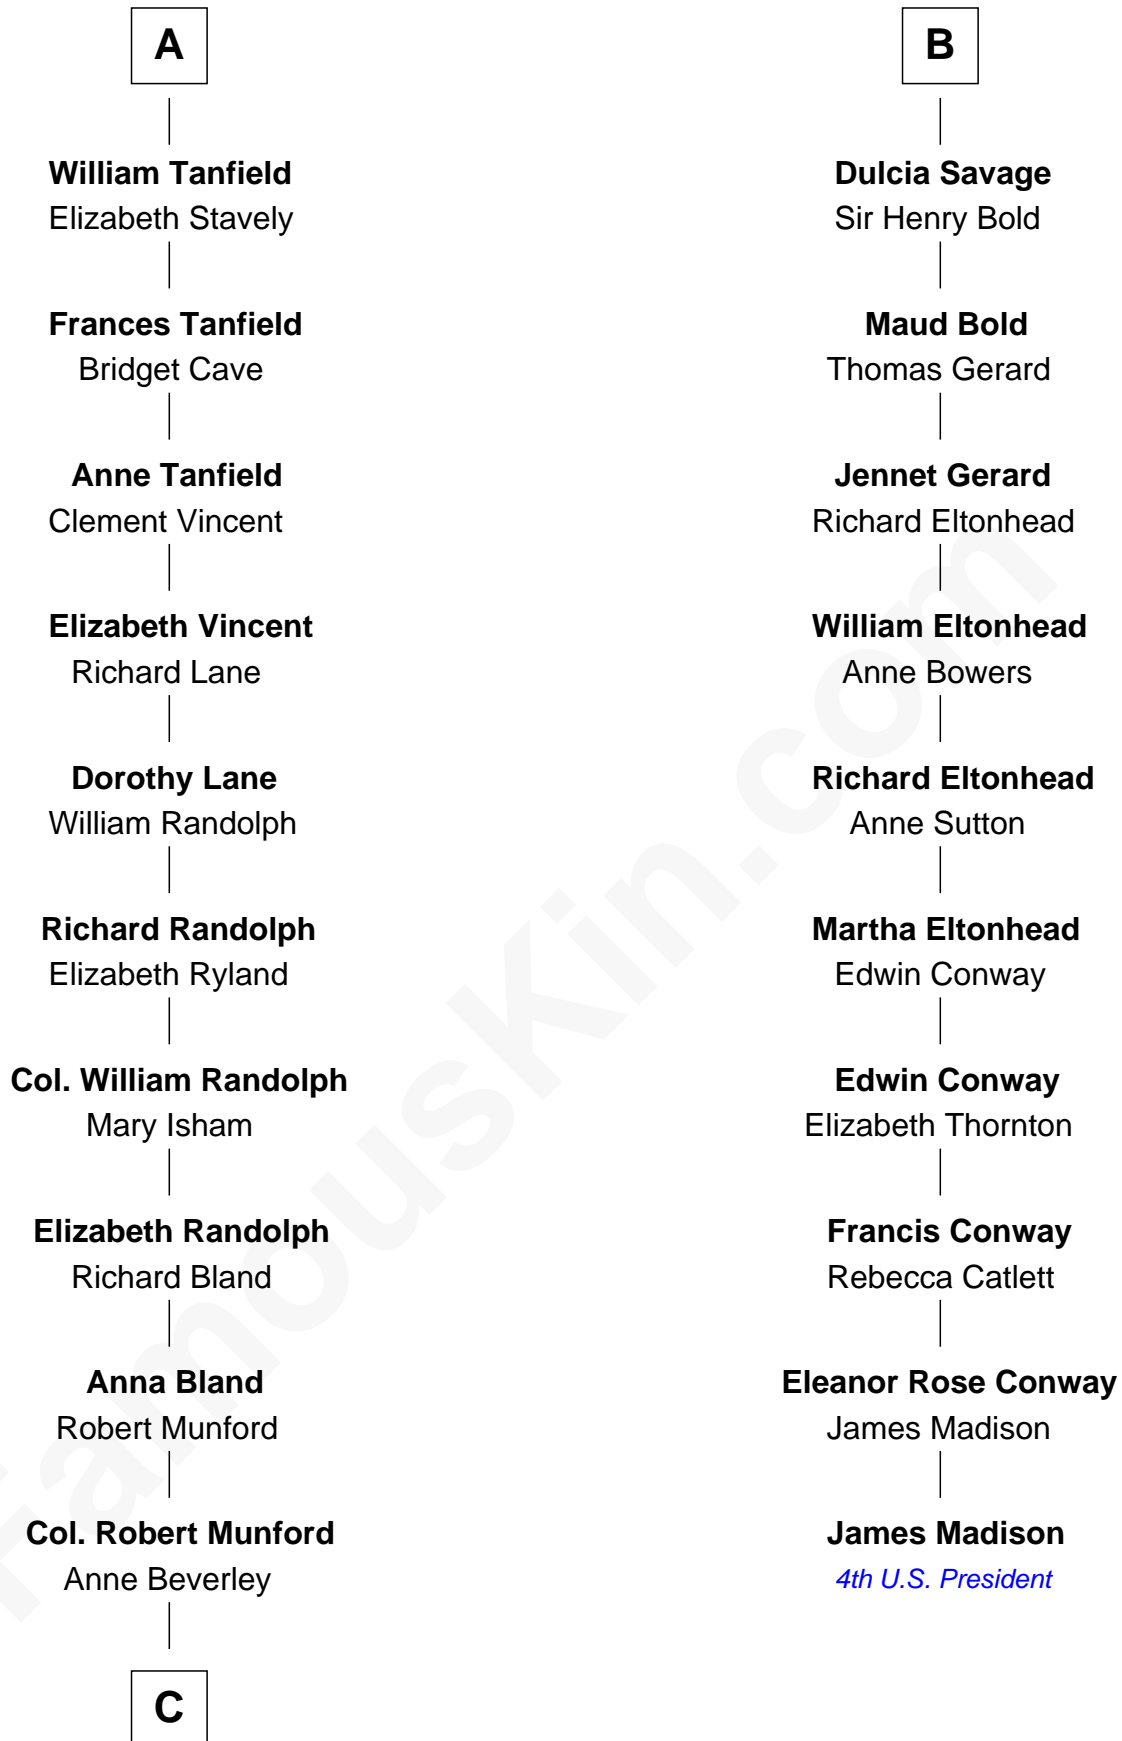 A
William Tanfield
Elizabeth Stavely
Frances Tanfield
Bridget Cave
Anne Tanfield
Clement Vincent
Elizabeth Vincent
Richard Lane
Dorothy Lane
William Randolph
Richard Randolph
Elizabeth Ryland
Col. William Randolph
Mary Isham
Elizabeth Randolph
Richard Bland
Anna Bland
Robert Munford
Col. Robert Munford
Anne Beverley
C
B
Dulcia Savage
Sir Henry Bold
Maud Bold
Thomas Gerard
Jennet Gerard
Richard Eltonhead
William Eltonhead
Anne Bowers
Richard Eltonhead
Anne Sutton
Martha Eltonhead
Edwin Conway
Edwin Conway
Elizabeth Thornton
Francis Conway
Rebecca Catlett
Eleanor Rose Conway
James Madison
James Madison
4th U.S. President
FamousKin.com